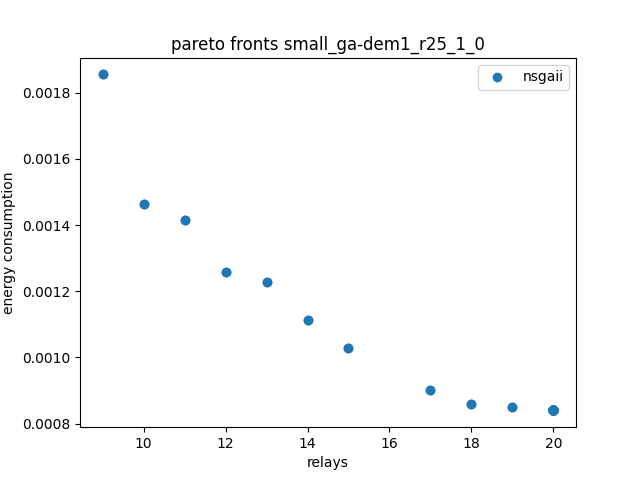 pareto fronts small_ga-dem1_r25_1_0
nsgaii
0.0018
0.0016
0.0014
0.0012
0.0010
0.0008
energy consumption
10 12 14 16 18 20
relays